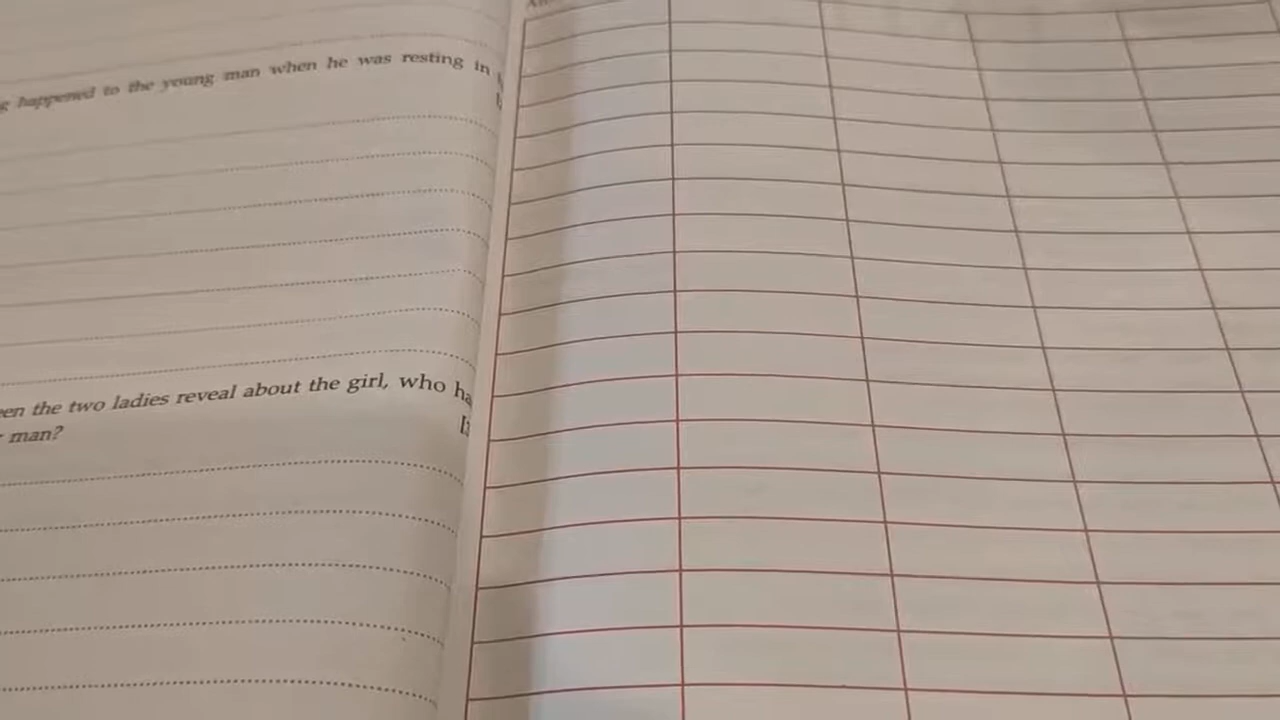 happened to the young man when he was resting in
een the two ladies reveal about the girl, who ha
man?